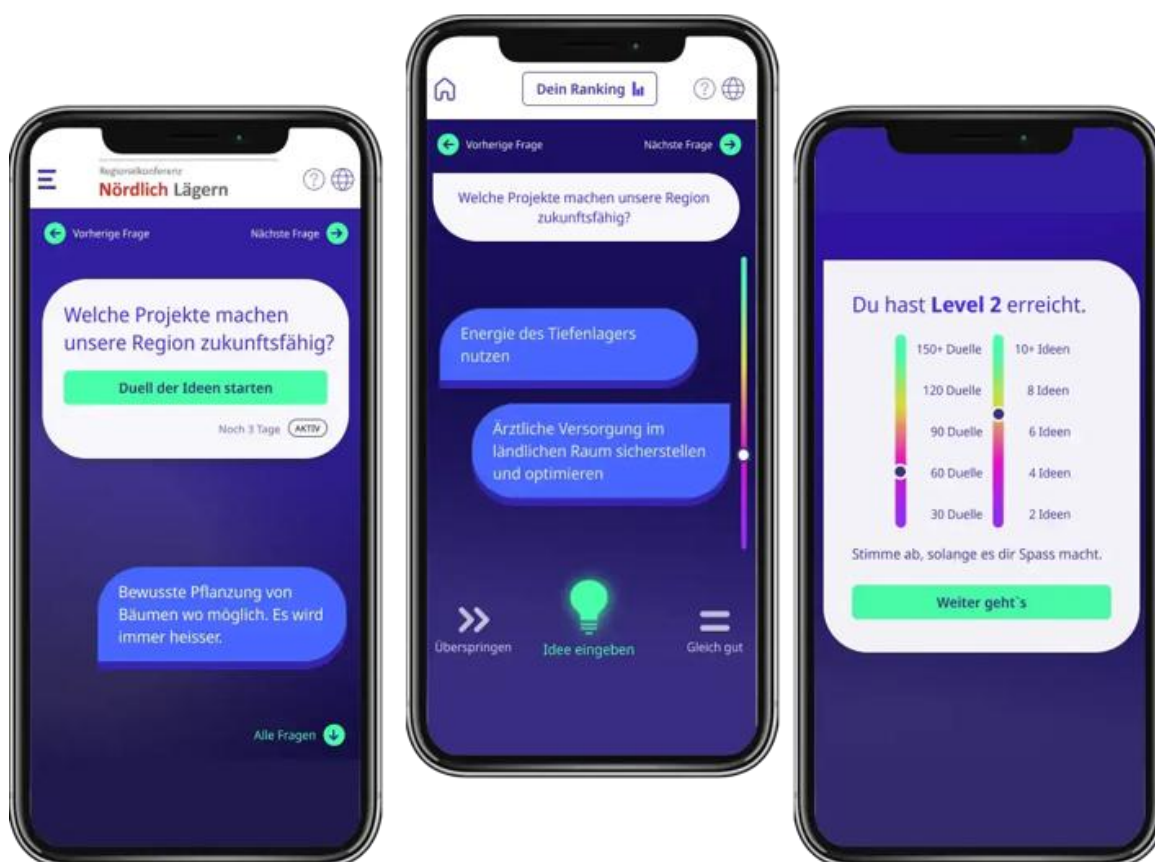 Regionalkonferenz
Nördlich Lägern
Vorherige Frage
Nächste Frage
Welche Projekte machen
unsere Region zukunftsfähig?
Duell der Ideen starten
Noch 3 Tage AKTIV
Bewusste Pflanzung von
Bäumen wo möglich. Es wird
immer heisser.
Alle Fragen
Dein Ranking
Vorherige Frage
Nächste Frage
Welche Projekte machen unsere Region
zukunftsfähig?
Energie des Tiefenlagers
nutzen
Ärztliche Versorgung im
ländlichen Raum sicherstellen
und optimieren
Überspringen
Idee eingeben
Gleich gut
Du hast Level 2 erreicht.
150+ Duelle 10+ Ideen
120 Duelle 8 Ideen
90 Duelle 6 Ideen
60 Duelle 4 Ideen
30 Duelle 2 Ideen
Stimme ab, solange es dir Spass macht.
Weiter geht`s